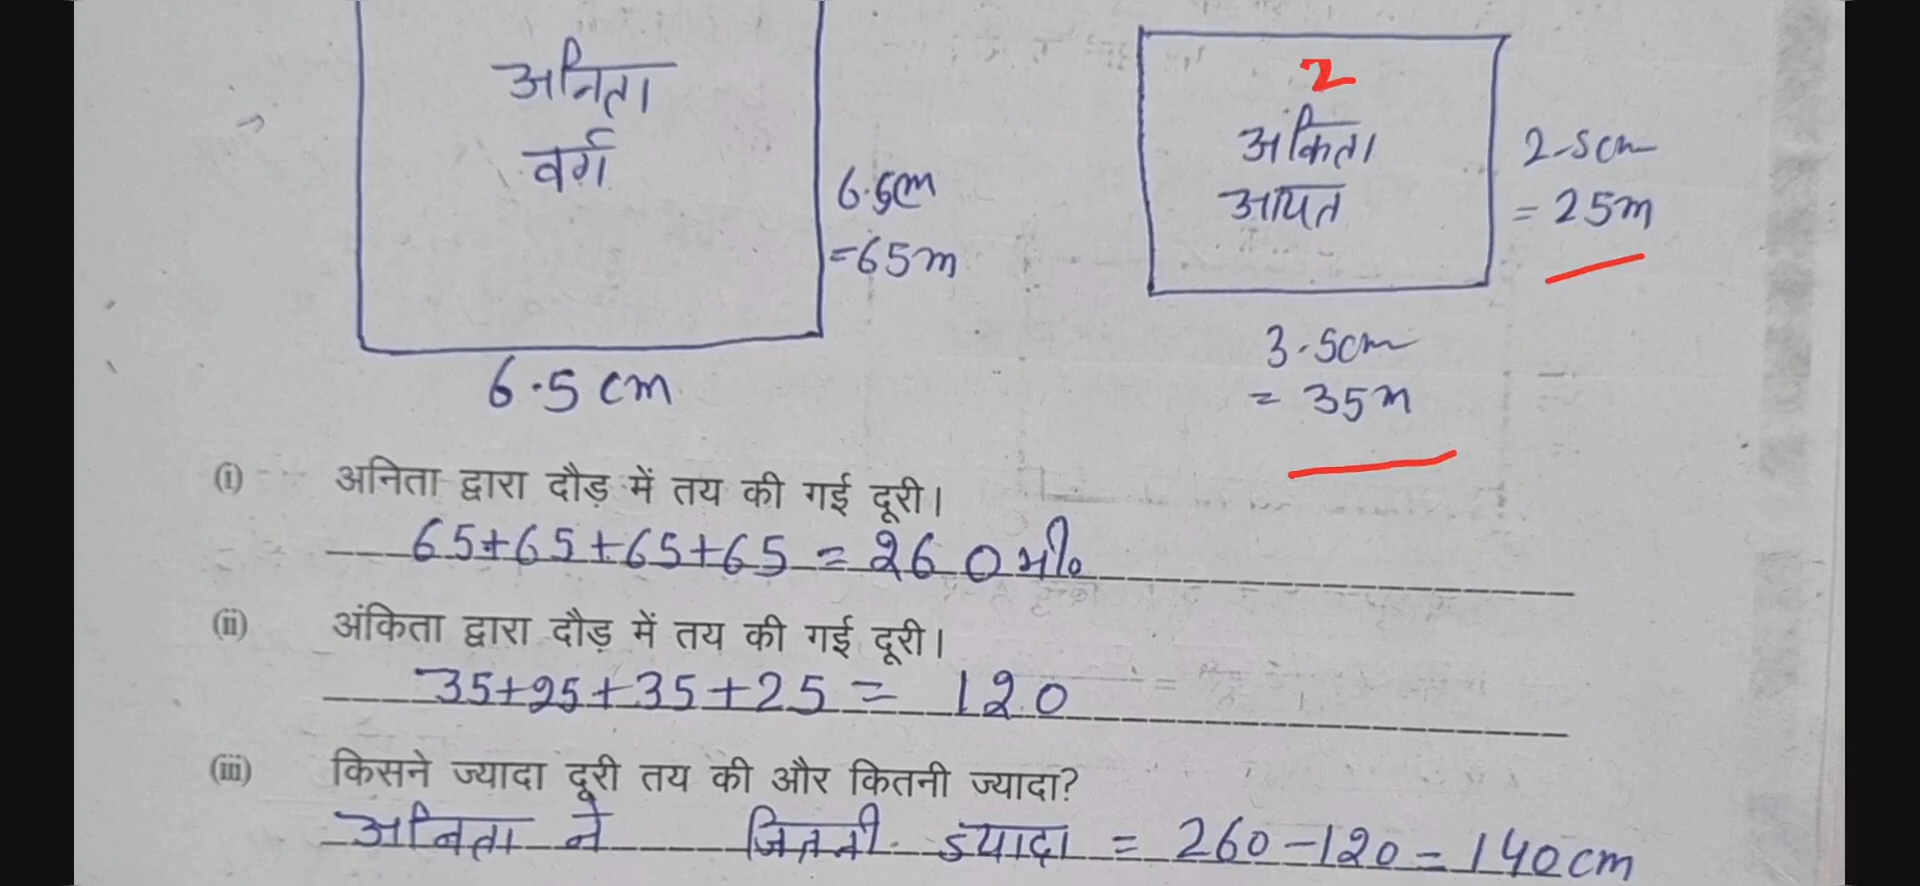 अनिता
वर्ग
6.5cm
=65m
6.5 cm
2
अंकिता
आयत
2.5cm
= 25m
3.5cm
= 35m
(i) अनिता द्वारा दौड़ में तय की गई दूरी।
65+65+65+65 = 260 मी०
(ii) अंकिता द्वारा दौड़ में तय की गई दूरी।
35+25+35+25 = 120
(iii) किसने ज्यादा दूरी तय की और कितनी ज्यादा?
अनिता ने जितनी ज्यादा = 260-120=140cm